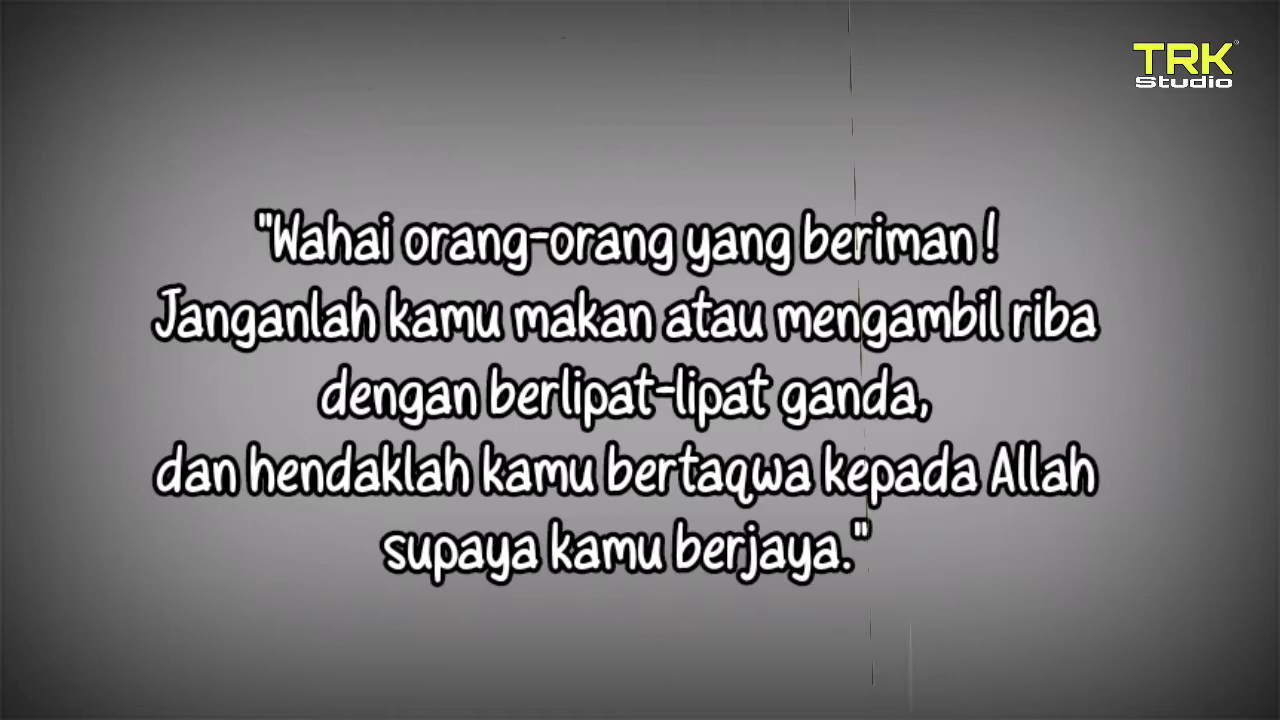 TRK
Studio
"Wahai orang-orang yang beriman !
Janganlah kamu makan atau mengambil riba
dengan berlipat-lipat ganda,
dan hendaklah kamu bertaqwa kepada Allah
supaya kamu berjaya."